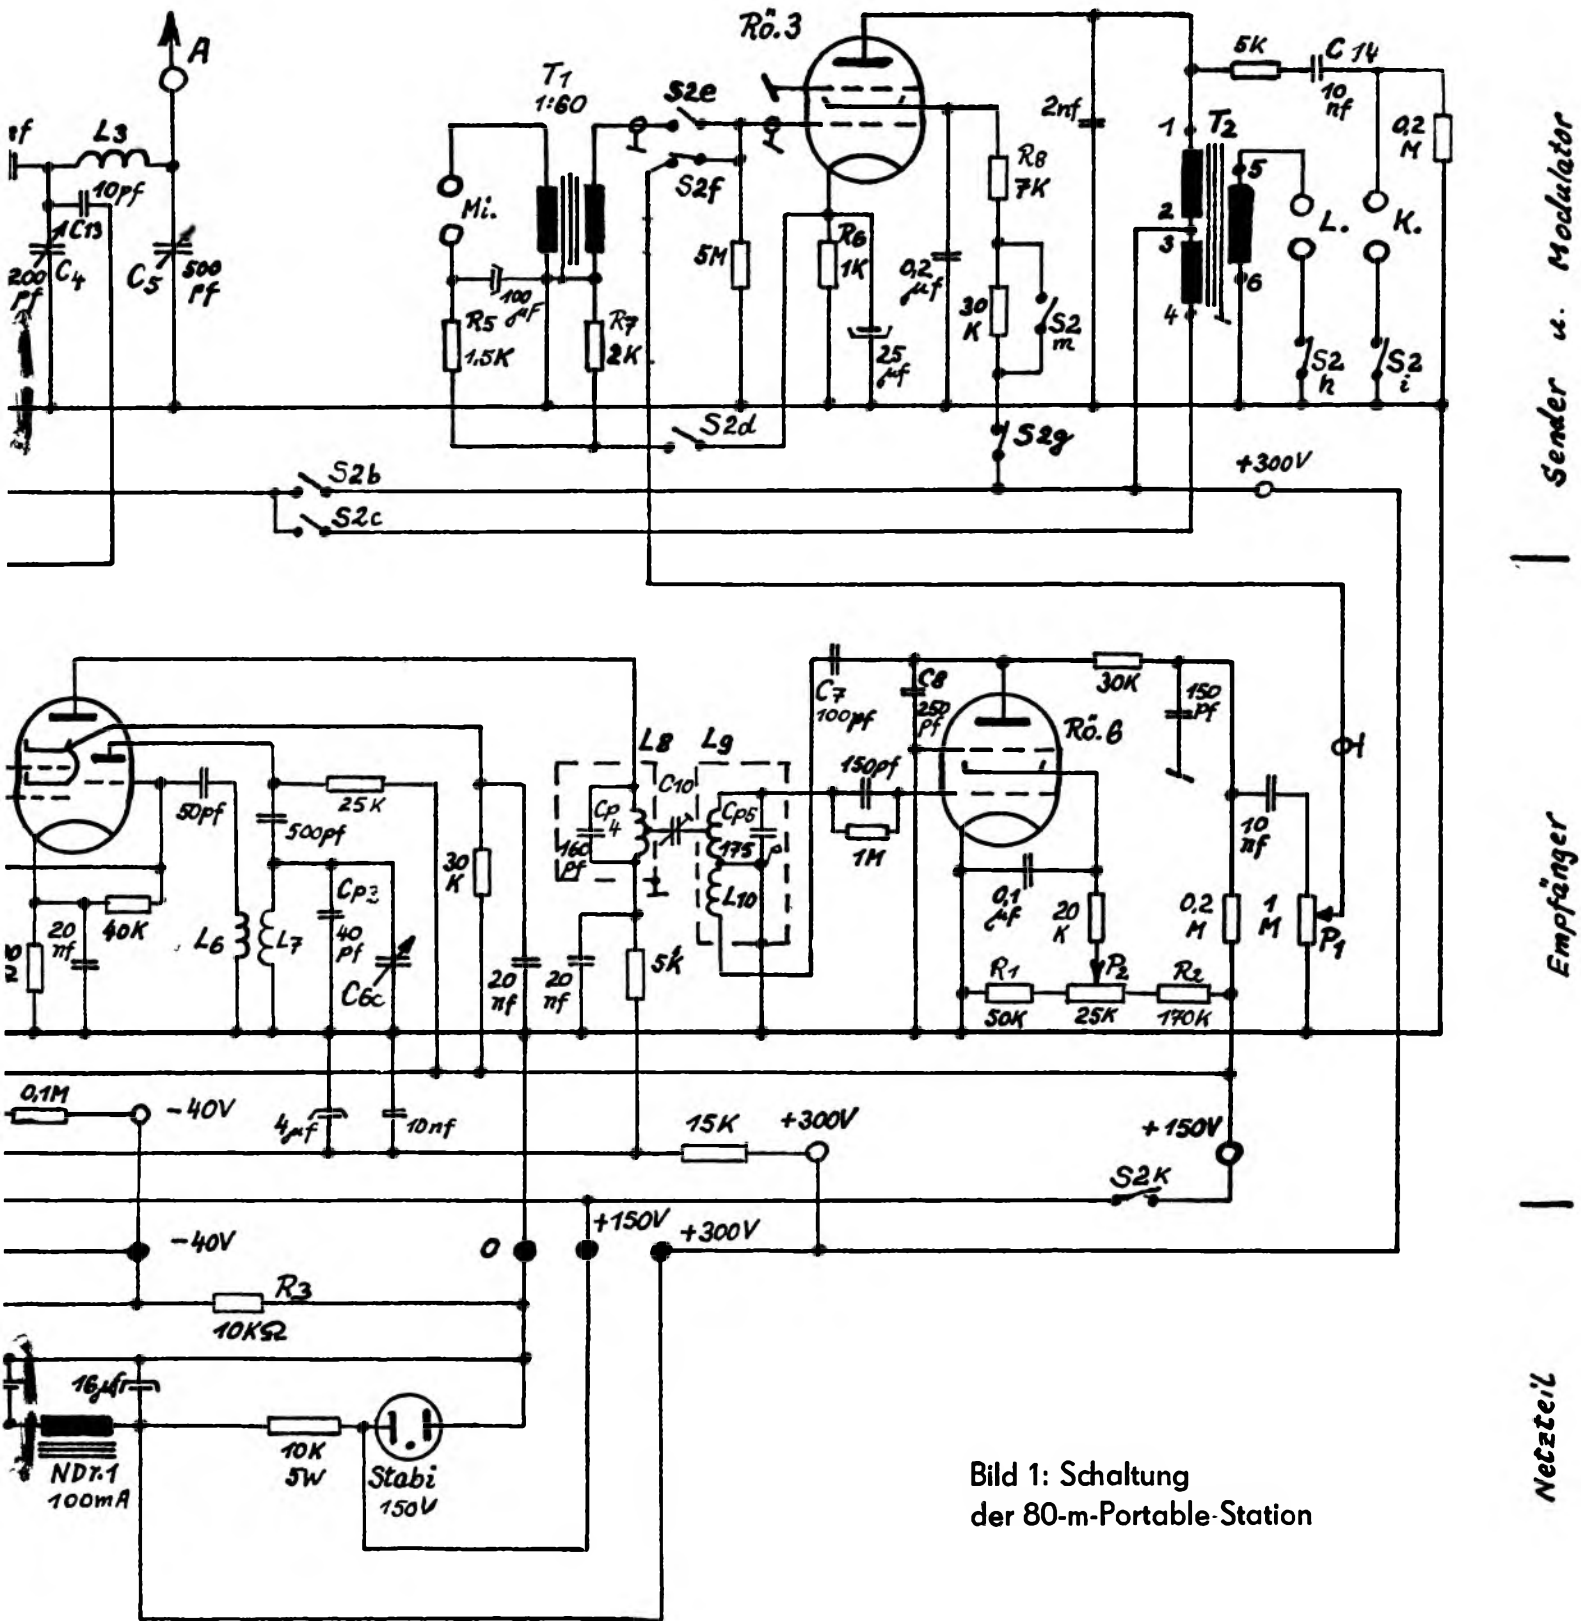 A
Rö.3
T1
1:60
S2e
5K
C 14
10
nf
2nf
L3
10pf
C13
200
pf
C4
C5
500
pf
Mi.
S2f
R8
7K
1
T2
0,2
M
5
2
3
L.
K.
5M
R6
1K
0,2
µf
6
100
µF
R5
1,5K
R7
2K
25
µf
30
K
S2
m
4
S2
h
S2
i
S2d
S2g
S2b
+300V
S2c
Sender u. Modulator
C7
100pf
C8
250
pf
30K
150
pf
Rö.6
L8
L9
50pf
25K
500pf
Cp
4
C10
Cp5
150pf
160
pf
175
1M
10
nf
30
K
Cp3
40
pf
20
nf
40K
L6
L7
L10
0,1
µf
20
K
0,2
M
1
M
P1
C6c
20
nf
20
nf
5K
R1
P2
R2
50K
25K
170K
Empfänger
0,1M
-40V
4µf
10nf
15K
+300V
+150V
S2K
-40V
0
+150V
+300V
R3
10KΩ
16µf
NDr.1
100mA
10K
5W
Stabi
150V
Netzteil
Bild 1: Schaltung
der 80-m-Portable-Station